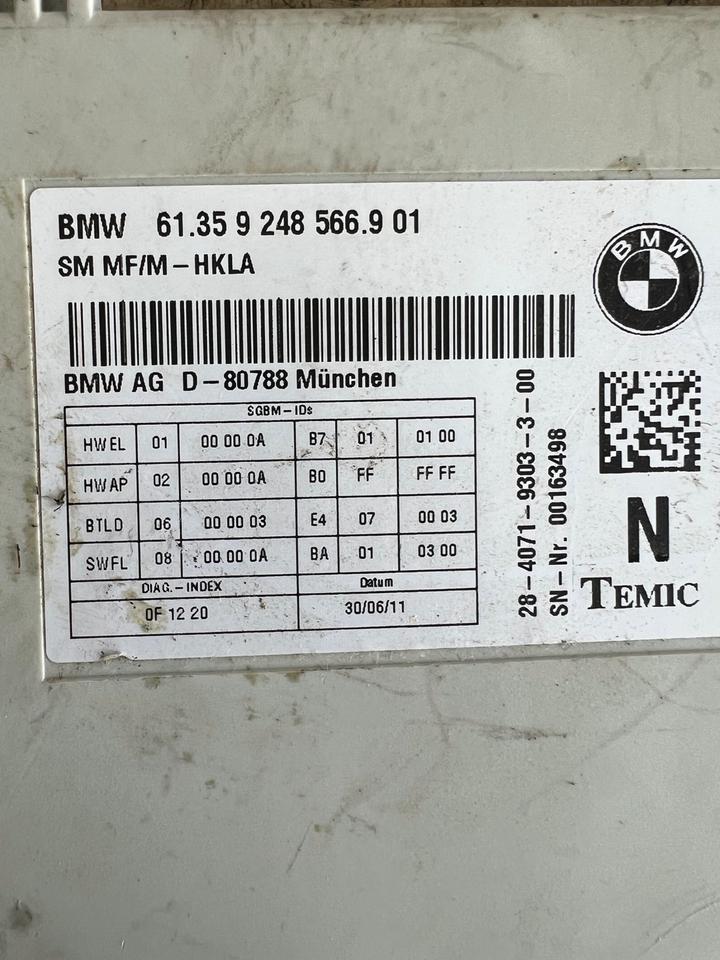 BMW 61.35 9 248 566.9 01
SM MF/M-HKLA
BMW
BMW AG D-80788 München
SGBM-IDs
HWEL 01 00 00 0A B7 01 01 00
HWAP 02 00 00 0A B0 FF FF FF
BTLD 06 00 00 03 E4 07 00 03
SWFL 08 00 00 0A BA 01 03 00
DIAG.-INDEX Datum
0F 12 20 30/06/11
28-4071-9303-3-00
SN-Nr. 00163498
N
TEMIC